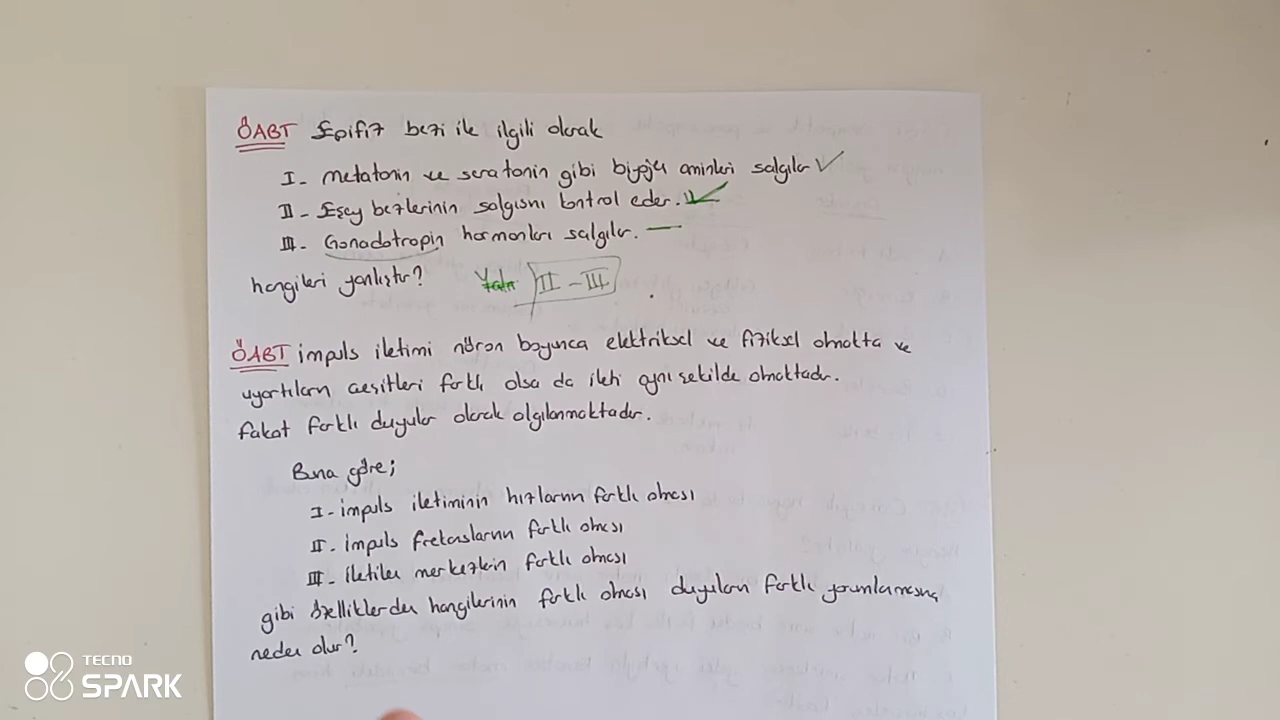 ÖABT Epifiz bezi ile ilgili olarak
I- metatonin ve seratonin gibi biyojen aminleri salgılar ✓
II- Eşey bezlerinin salgısını kontrol eder. ✓
III- Gonadotropin hormonları salgılar. —
hangileri yanlıştır? II - III
ÖABT impuls iletimi nöron boyunca elektriksel ve fiziksel olmakta ve
uyartıların çeşitleri farklı olsa da ileti aynı şekilde olmaktadır.
fakat farklı duyular olarak algılanmaktadır.
Buna göre;
I- impuls iletiminin hızlarının farklı olması
II- impuls frekanslarının farklı olması
III- iletilen merkezlerin farklı olması
gibi özelliklerden hangilerinin farklı olması duyuların farklı yorumlanmasına
neden olur?
TECNO
SPARK